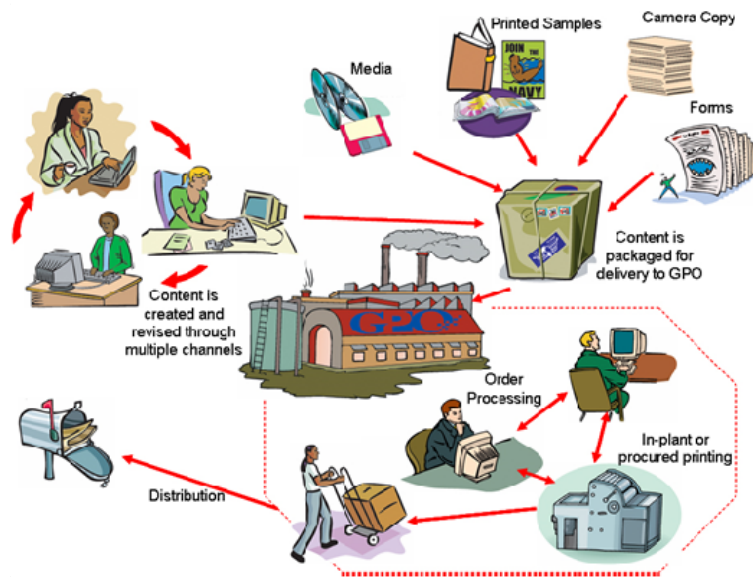 Printed Samples
Camera Copy
JOIN THE
NAVY
Media
Forms
Content is
packaged for
delivery to GPO
Content is
created and
revised through
multiple channels
GPO
Order
Processing
In-plant or
procured printing
Distribution